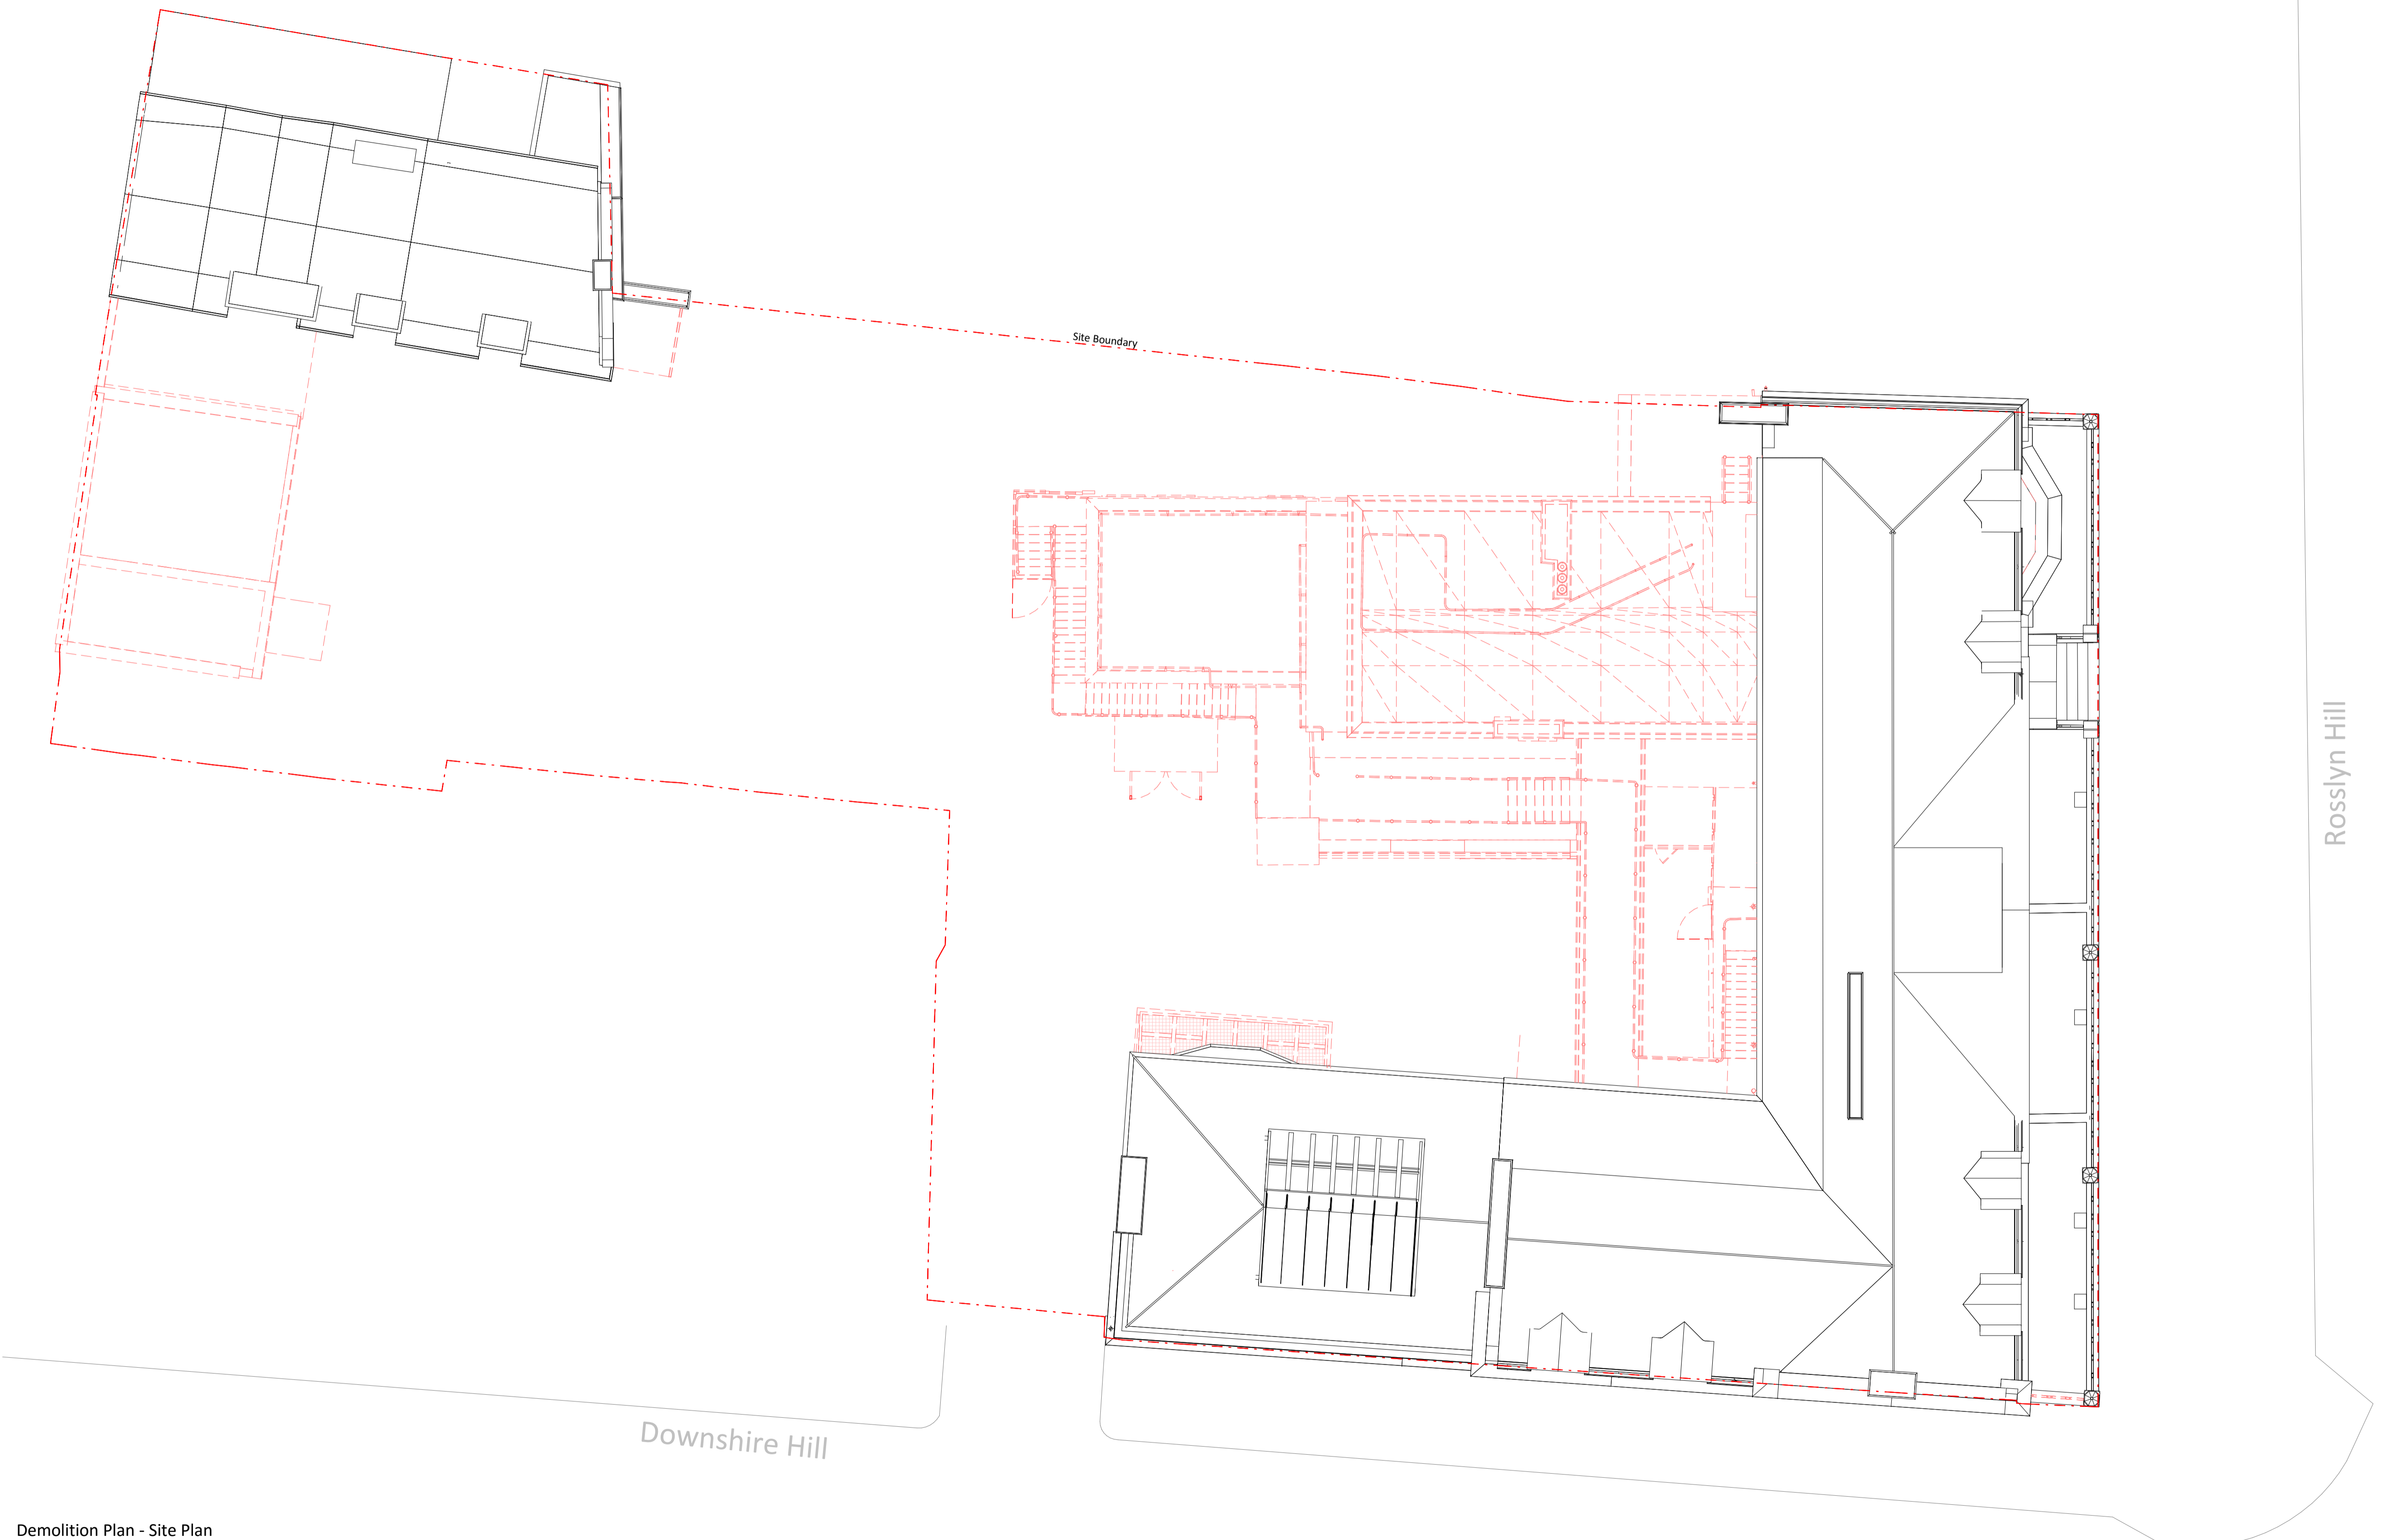 Site Boundary
Rosslyn Hill
Downshire Hill
Demolition Plan - Site Plan